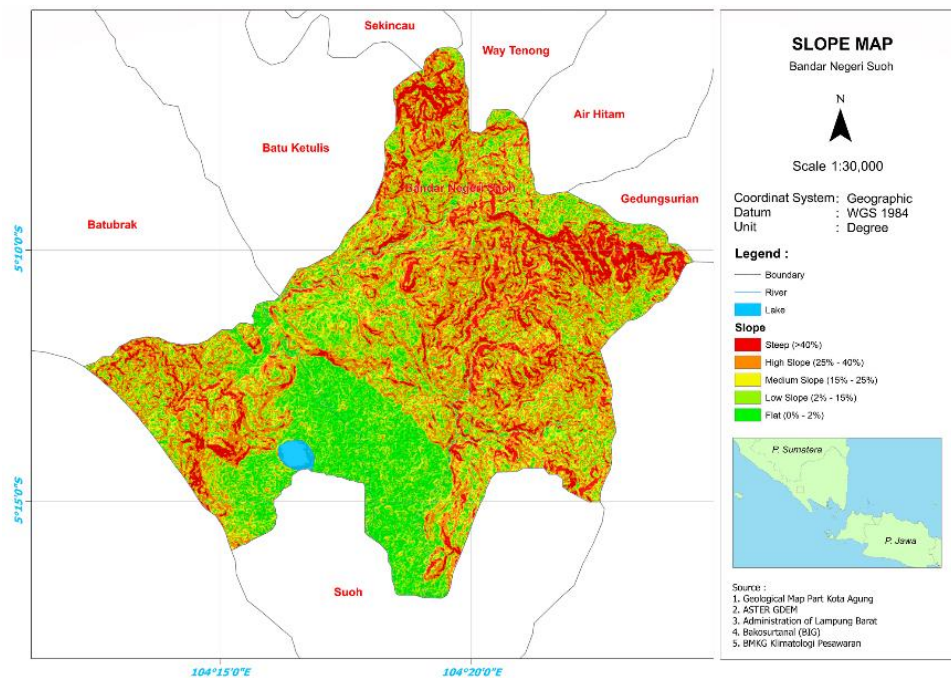 Sekincau
Way Tenong
Air Hitam
Batu Ketulis
Bandar Negeri Suoh
Gedungsurian
Batubrak
Suoh
5°10'0"S
5°15'0"S
104°15'0"E
104°20'0"E
SLOPE MAP
Bandar Negeri Suoh
N
Scale 1:30,000
Coordinat System : Geographic
Datum : WGS 1984
Unit : Degree
Legend :
Boundary
River
Lake
Slope
Steep (>40%)
High Slope (25% - 40%)
Medium Slope (15% - 25%)
Low Slope (2% - 15%)
Flat (0% - 2%)
P. Sumatera
P. Jawa
Source :
1. Geological Map Part Kota Agung
2. ASTER GDEM
3. Administration of Lampung Barat
4. Bakosurtanal (BIG)
5. BMKG Klimatologi Pesawaran